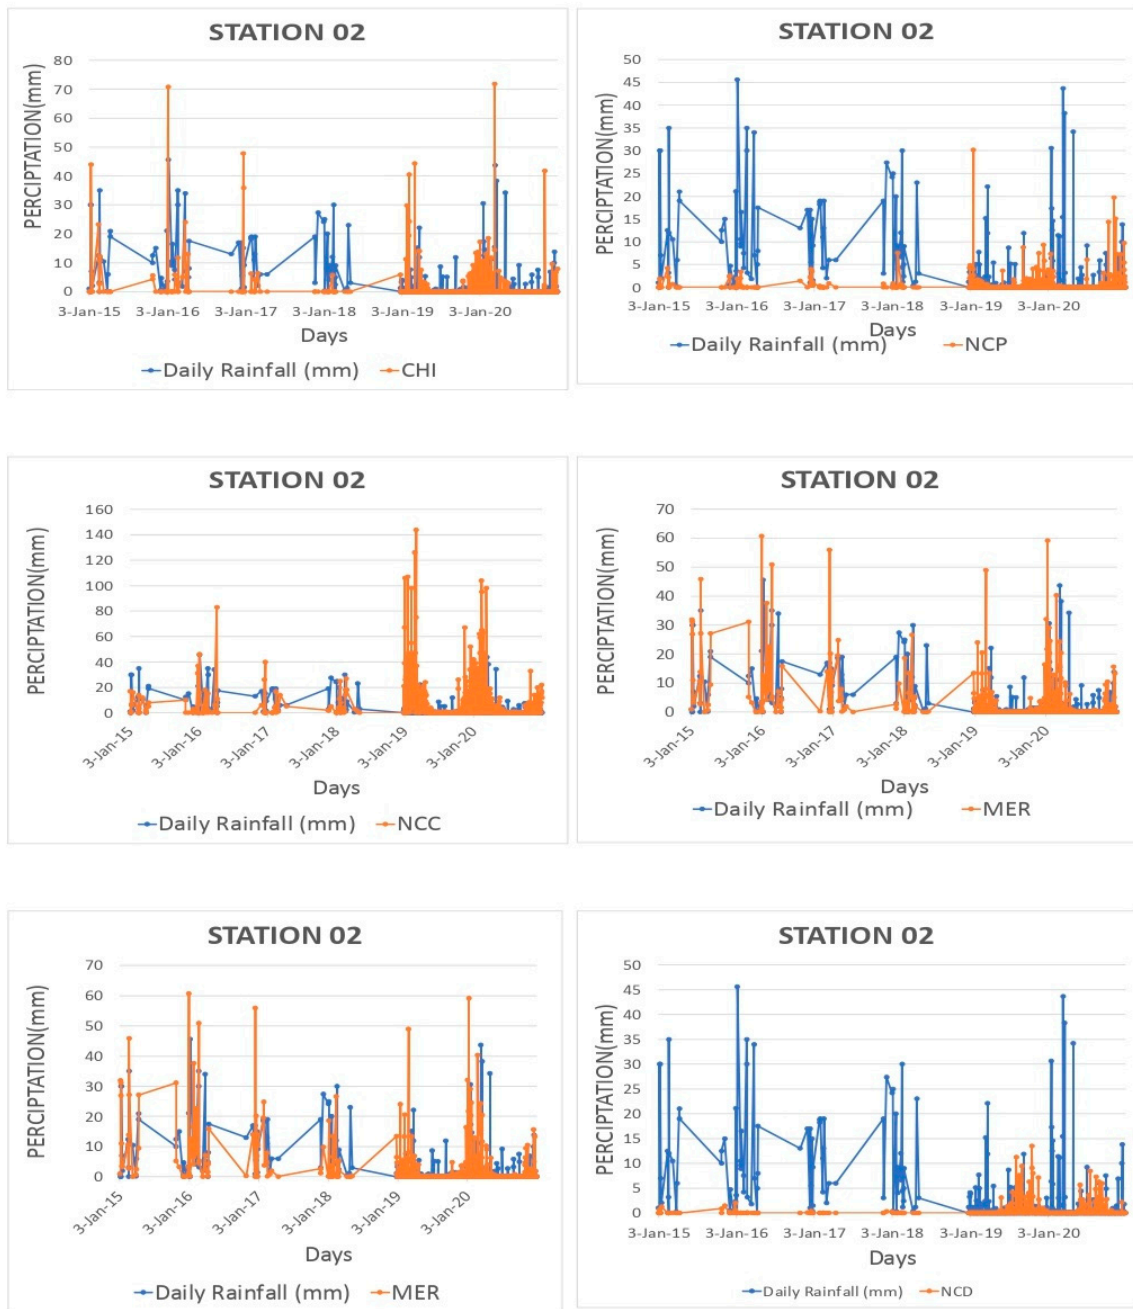 STATION 02
PERCIPTATION(mm)
80
70
60
50
40
30
20
10
0
3-Jan-15 3-Jan-16 3-Jan-17 3-Jan-18 3-Jan-19 3-Jan-20
Days
Daily Rainfall (mm) CHI
STATION 02
PERCIPTATION(mm)
50
45
40
35
30
25
20
15
10
5
0
3-Jan-15 3-Jan-16 3-Jan-17 3-Jan-18 3-Jan-19 3-Jan-20
Days
Daily Rainfall (mm) NCP
STATION 02
PERCIPTATION(mm)
160
140
120
100
80
60
40
20
0
3-Jan-15 3-Jan-16 3-Jan-17 3-Jan-18 3-Jan-19 3-Jan-20
Days
Daily Rainfall (mm) NCC
STATION 02
PERCIPTATION(mm)
70
60
50
40
30
20
10
0
3-Jan-15 3-Jan-16 3-Jan-17 3-Jan-18 3-Jan-19 3-Jan-20
Days
Daily Rainfall (mm) MER
STATION 02
PERCIPTATION(mm)
70
60
50
40
30
20
10
0
3-Jan-15 3-Jan-16 3-Jan-17 3-Jan-18 3-Jan-19 3-Jan-20
Days
Daily Rainfall (mm) MER
STATION 02
PERCIPTATION(mm)
50
45
40
35
30
25
20
15
10
5
0
3-Jan-15 3-Jan-16 3-Jan-17 3-Jan-18 3-Jan-19 3-Jan-20
Days
Daily Rainfall (mm) NCD